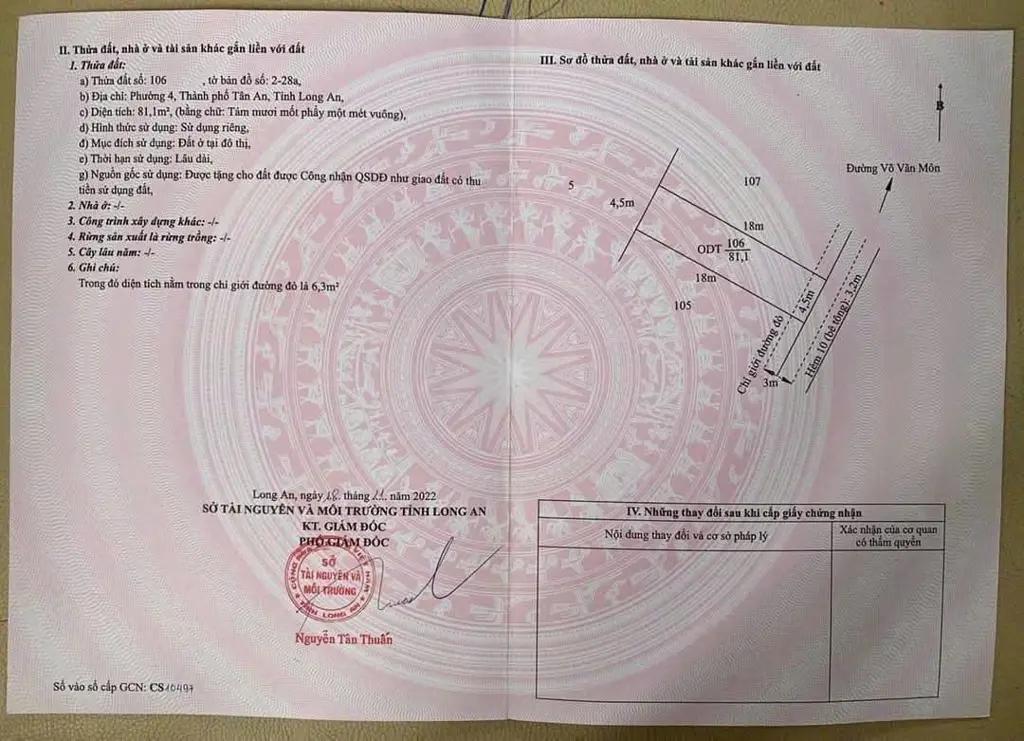 II. Thửa đất, nhà ở và tài sản khác gắn liền với đất
1. Thửa đất:
a) Thửa đất số: 106 , tờ bản đồ số: 2-28a,
b) Địa chỉ: Phường 4, Thành phố Tân An, Tỉnh Long An,
c) Diện tích: 81,1m², (bằng chữ: Tám mươi mốt phẩy một mét vuông),
d) Hình thức sử dụng: Sử dụng riêng,
đ) Mục đích sử dụng: Đất ở tại đô thị,
e) Thời hạn sử dụng: Lâu dài,
g) Nguồn gốc sử dụng: Được tặng cho đất được Công nhận QSDĐ như giao đất có thu
tiền sử dụng đất,
2. Nhà ở: -/-
3. Công trình xây dựng khác: -/-
4. Rừng sản xuất là rừng trồng: -/-
5. Cây lâu năm: -/-
6. Ghi chú:
Trong đó diện tích nằm trong chỉ giới đường đỏ là 6,3m²
Long An, ngày 18 tháng 11 năm 2022
SỞ TÀI NGUYÊN VÀ MÔI TRƯỜNG TỈNH LONG AN
KT. GIÁM ĐỐC
PHÓ GIÁM ĐỐC
SỞ
TÀI NGUYÊN VÀ
MÔI TRƯỜNG
TỈNH LONG AN
Nguyễn Tân Thuấn
Số vào sổ cấp GCN: CS10497
III. Sơ đồ thửa đất, nhà ở và tài sản khác gắn liền với đất
B
Đường Võ Văn Môn
5
107
4,5m
18m
ODT 106
81,1
18m
105
4,5m
Chỉ giới đường đỏ
Hẻm 10 (bê tông): 3,2m
3m
IV. Những thay đổi sau khi cấp giấy chứng nhận
Nội dung thay đổi và cơ sở pháp lý
Xác nhận của cơ quan
có thẩm quyền